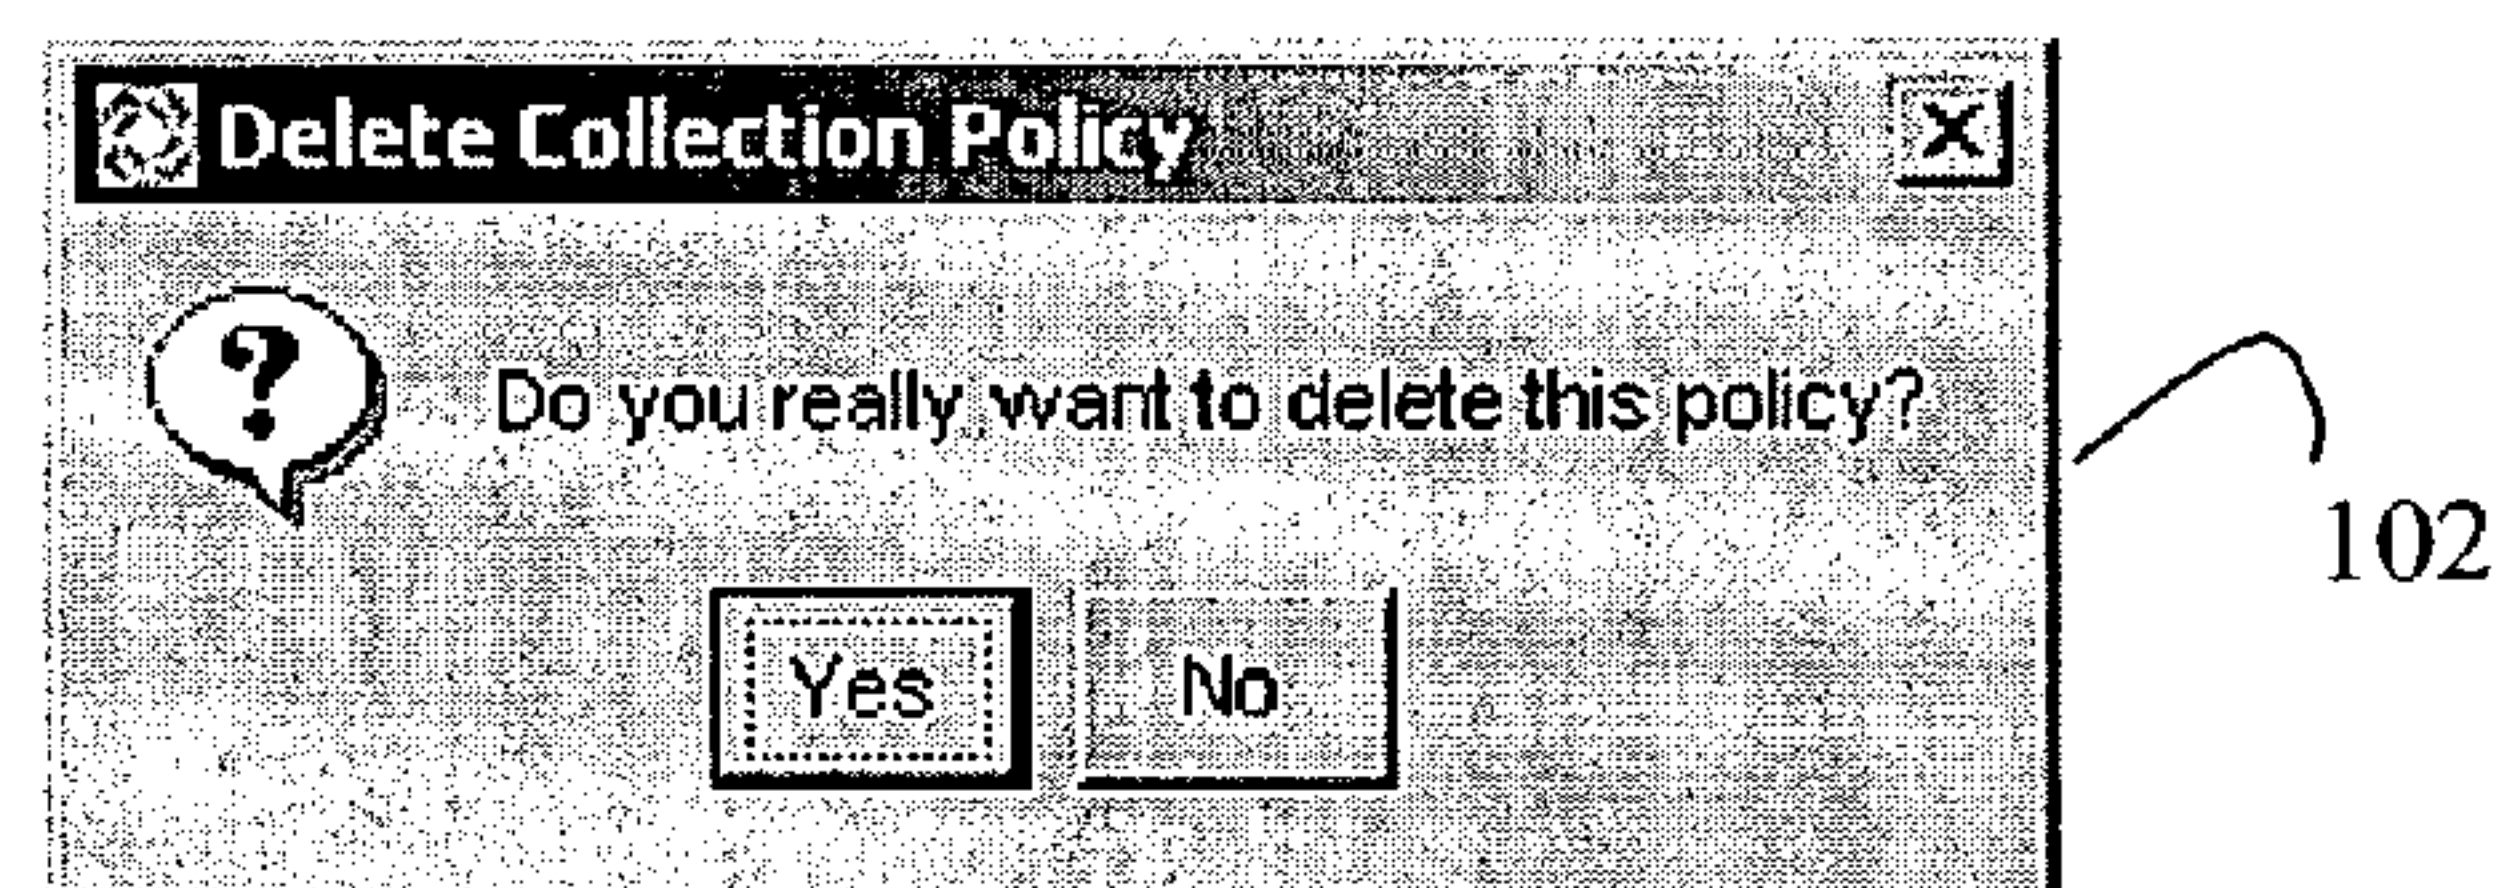 Delete Collection Policy
Do you really want to delete this policy?
102
Yes No